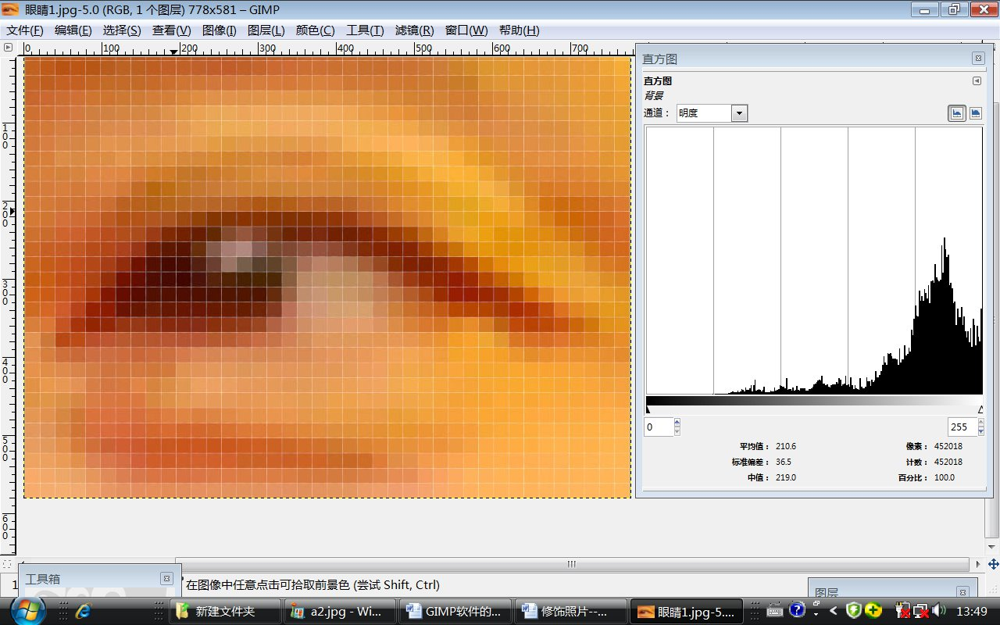 眼睛1.jpg-5.0 (RGB, 1 个图层) 778x581 – GIMP
文件(F) 编辑(E) 选择(S) 查看(V) 图像(I) 图层(L) 颜色(C) 工具(T) 滤镜(R) 窗口(W) 帮助(H)
0 100 200 300 400 500 600 700
100
200
300
400
500
600
直方图
直方图
背景
通道： 明度
0 255
平均值： 210.6 像素： 452018
标准偏差： 36.5 计数： 452018
中值： 219.0 百分比： 100.0
工具箱
1
在图像中任意点击可拾取前景色 (尝试 Shift, Ctrl)
图层
新建文件夹 a2.jpg - Wi... GIMP软件的... 修饰照片--... 眼睛1.jpg-5.... 13:49